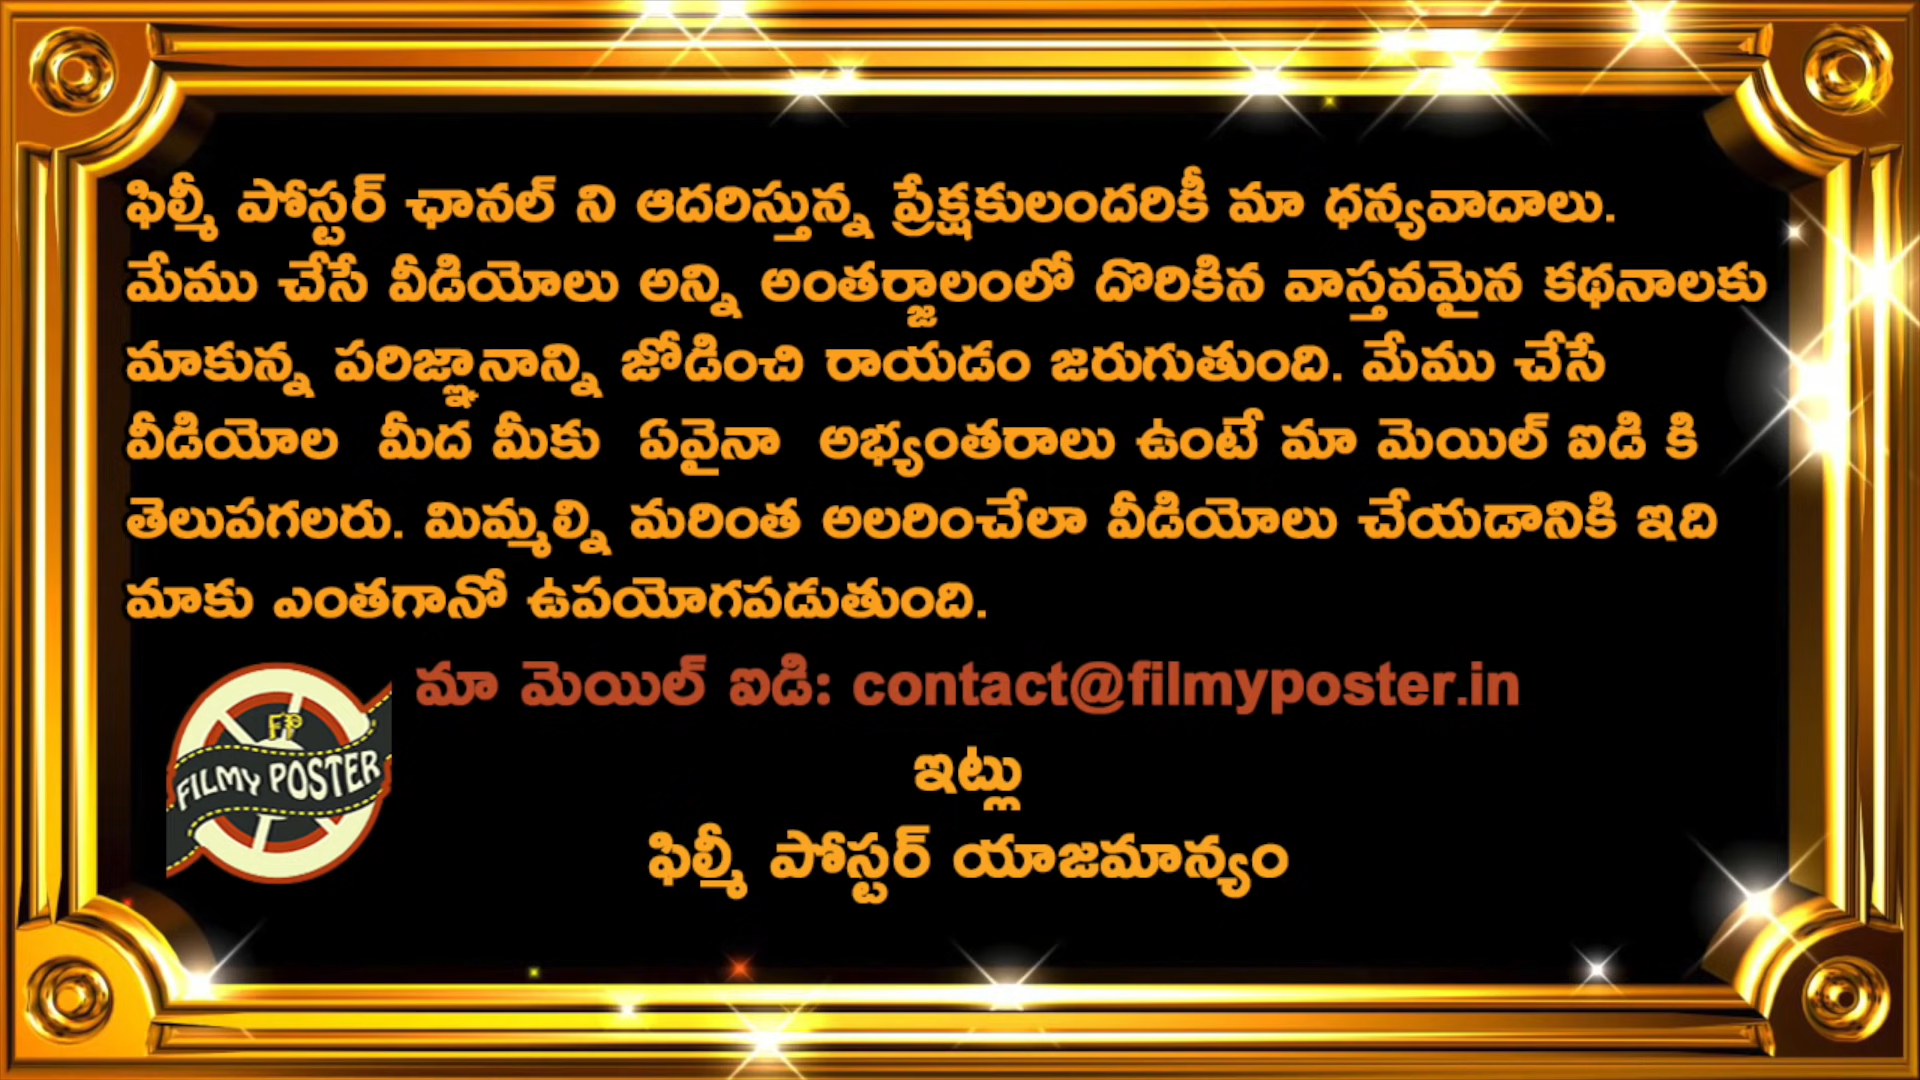 ఫిల్మీ పోస్టర్ ఛానల్ ని ఆదరిస్తున్న ప్రేక్షకులందరికీ మా ధన్యవాదాలు.
మేము చేసే వీడియోలు అన్ని అంతర్జాలంలో దొరికిన వాస్తవమైన కథనాలకు
మాకున్న పరిజ్ఞానాన్ని జోడించి రాయడం జరుగుతుంది. మేము చేసే
వీడియోల మీద మీకు ఏవైనా అభ్యంతరాలు ఉంటే మా మెయిల్ ఐడి కి
తెలుపగలరు. మిమ్మల్ని మరింత అలరించేలా వీడియోలు చేయడానికి ఇది
మాకు ఎంతగానో ఉపయోగపడుతుంది.
మా మెయిల్ ఐడి: contact@filmyposter.in
FP
FILMY POSTER
ఇట్లు
ఫిల్మీ పోస్టర్ యాజమాన్యం